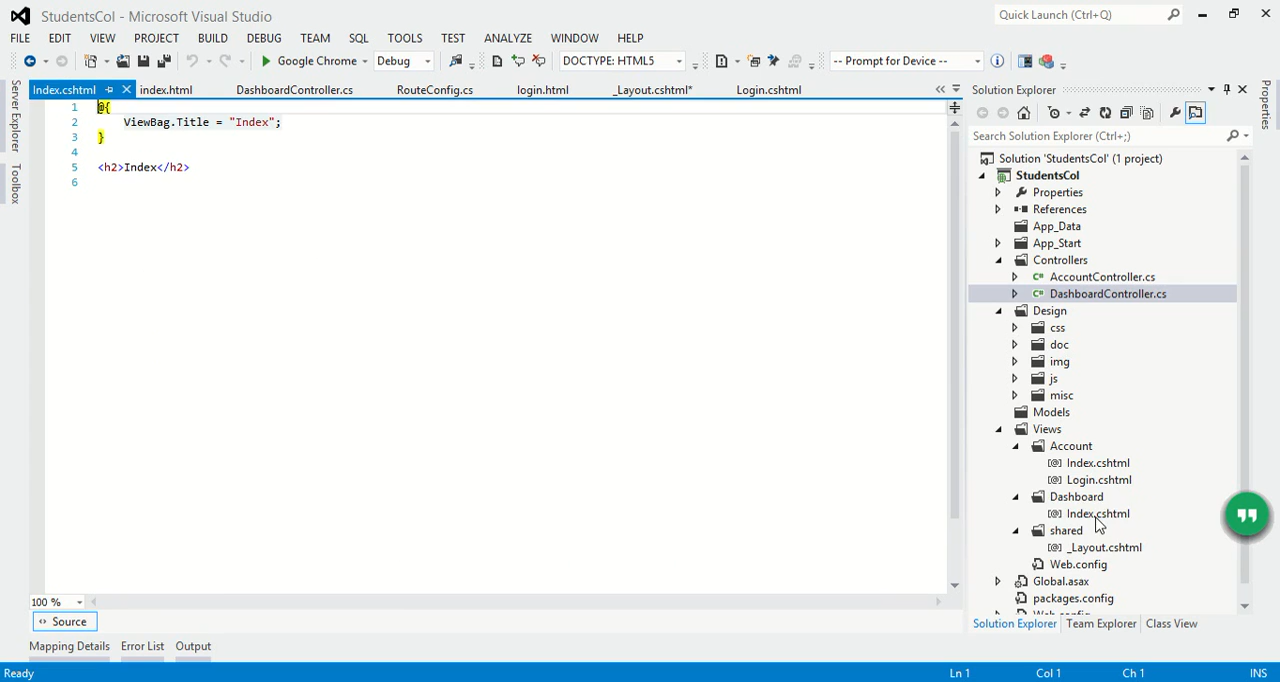 StudentsCol - Microsoft Visual Studio
Quick Launch (Ctrl+Q)
FILE EDIT VIEW PROJECT BUILD DEBUG TEAM SQL TOOLS TEST ANALYZE WINDOW HELP
Google Chrome Debug DOCTYPE: HTML5 -- Prompt for Device --
Index.cshtml index.html DashboardController.cs RouteConfig.cs login.html _Layout.cshtml* Login.cshtml
Server Explorer
Toolbox
1 @{
2 ViewBag.Title = "Index";
3 }
4
5 <h2>Index</h2>
6
100 %
Source
Mapping Details Error List Output
Solution Explorer
Search Solution Explorer (Ctrl+;)
Solution 'StudentsCol' (1 project)
StudentsCol
Properties
References
App_Data
App_Start
Controllers
AccountController.cs
DashboardController.cs
Design
css
doc
img
js
misc
Models
Views
Account
Index.cshtml
Login.cshtml
Dashboard
Index.cshtml
shared
_Layout.cshtml
Web.config
Global.asax
packages.config
Web.config
Solution Explorer Team Explorer Class View
Properties
Ready Ln 1 Col 1 Ch 1 INS